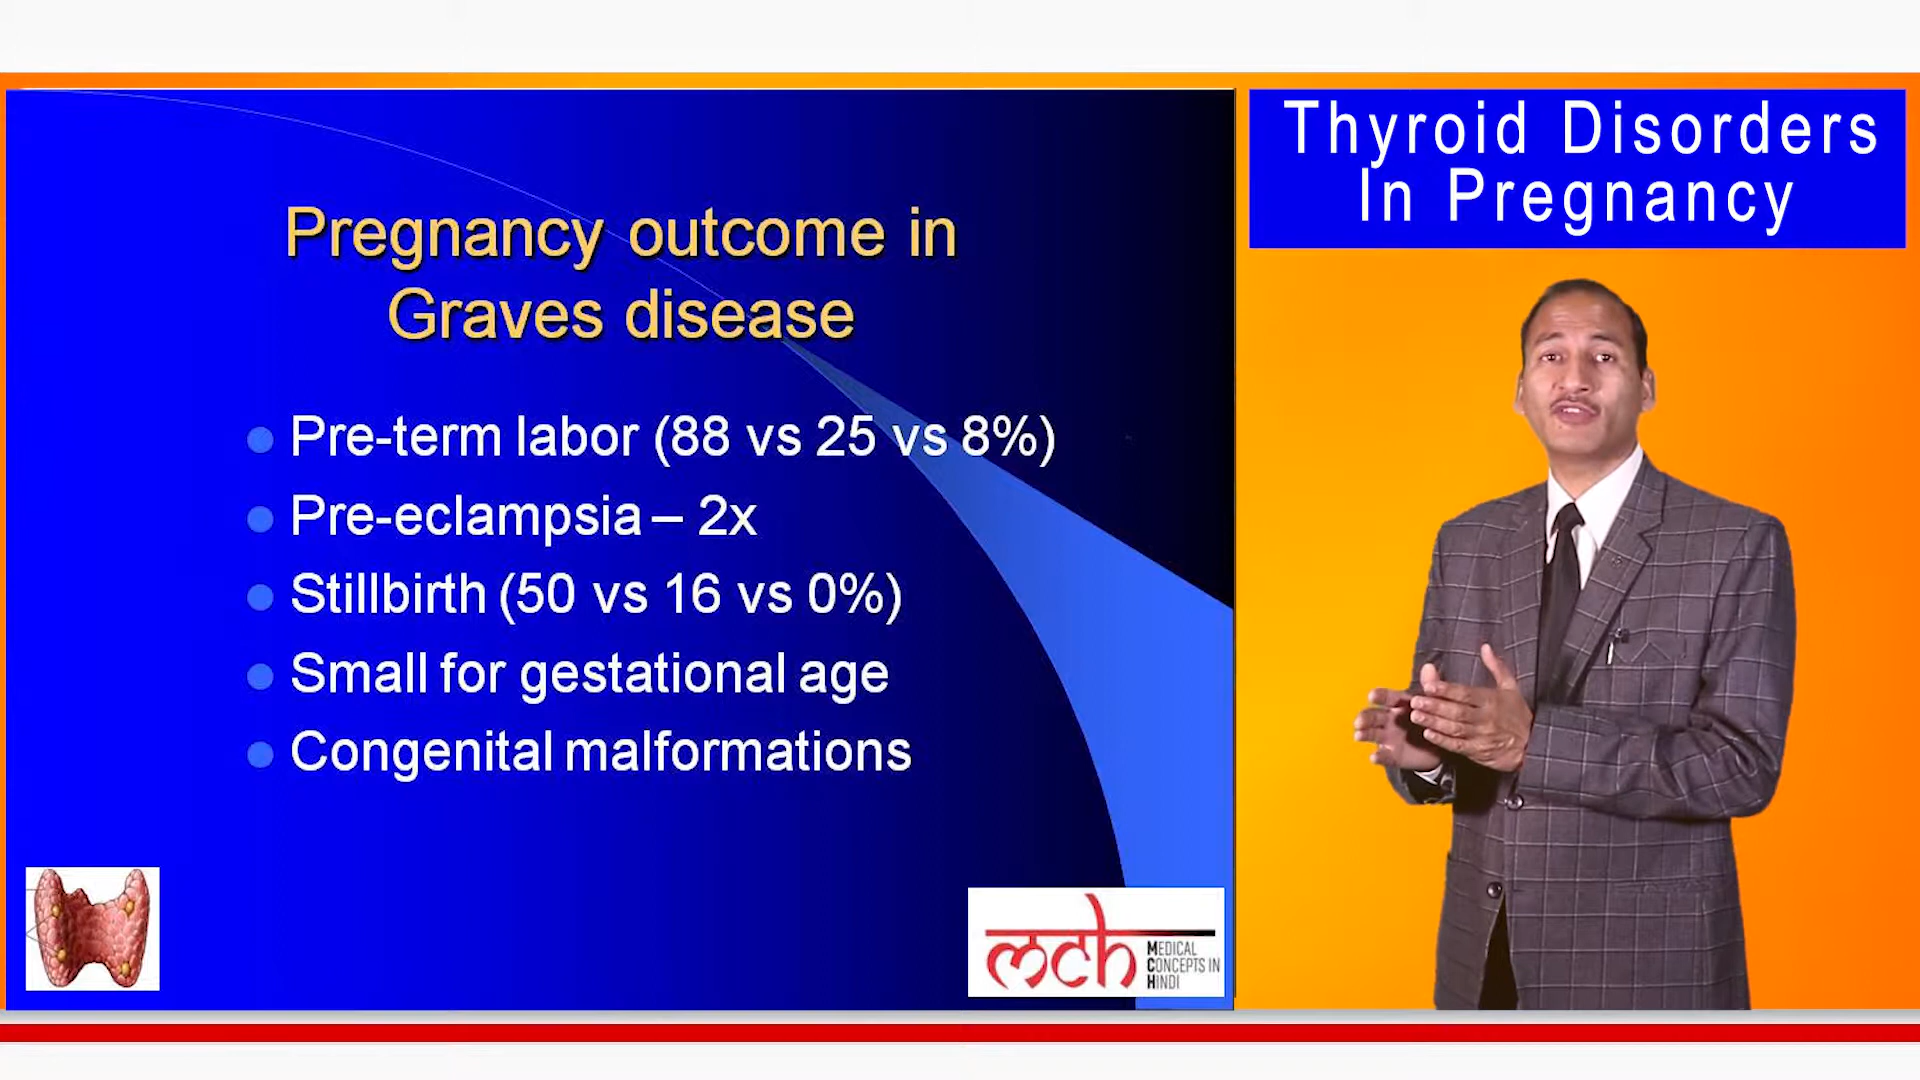 Pregnancy outcome in
Graves disease
Pre-term labor (88 vs 25 vs 8%)
Pre-eclampsia – 2x
Stillbirth (50 vs 16 vs 0%)
Small for gestational age
Congenital malformations
mch
MEDICAL
CONCEPTS IN
HINDI
Thyroid Disorders
In Pregnancy